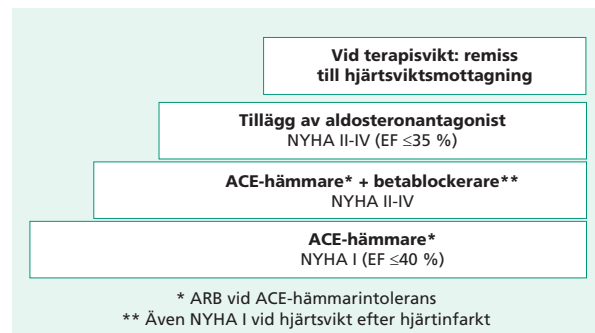 Vid terapisvikt: remiss
till hjärtsviktsmottagning
Tillägg av aldosteronantagonist
NYHA II-IV (EF ≤35 %)
ACE-hämmare* + betablockerare**
NYHA II-IV
ACE-hämmare*
NYHA I (EF ≤40 %)
* ARB vid ACE-hämmarintolerans
** Även NYHA I vid hjärtsvikt efter hjärtinfarkt